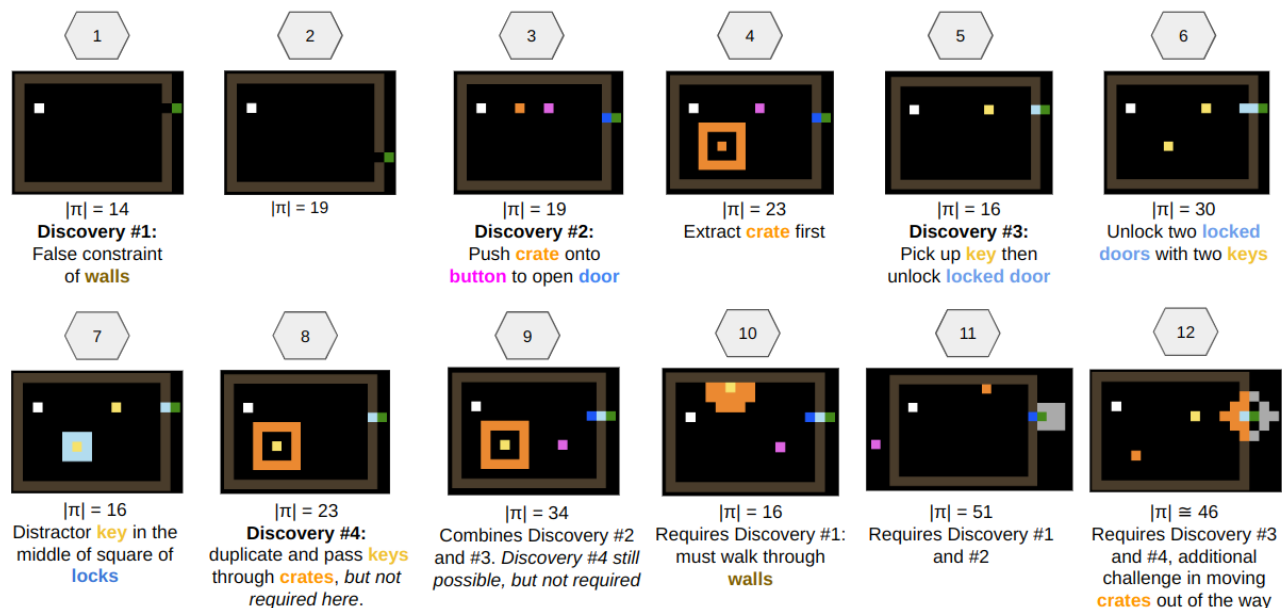 1 2 3 4 5 6
|π| = 14 |π| = 19 |π| = 19 |π| = 23 |π| = 16 |π| = 30
Discovery #1:
False constraint
of walls
Discovery #2:
Push crate onto
button to open door
Extract crate first
Discovery #3:
Pick up key then
unlock locked door
Unlock two locked
doors with two keys
7 8 9 10 11 12
|π| = 16
Distractor key in the
middle of square of
locks
|π| = 23
Discovery #4:
duplicate and pass keys
through crates, but not
required here.
|π| = 34
Combines Discovery #2
and #3. Discovery #4 still
possible, but not required
|π| = 16
Requires Discovery #1:
must walk through
walls
|π| = 51
Requires Discovery #1
and #2
|π| ≅ 46
Requires Discovery #3
and #4, additional
challenge in moving
crates out of the way